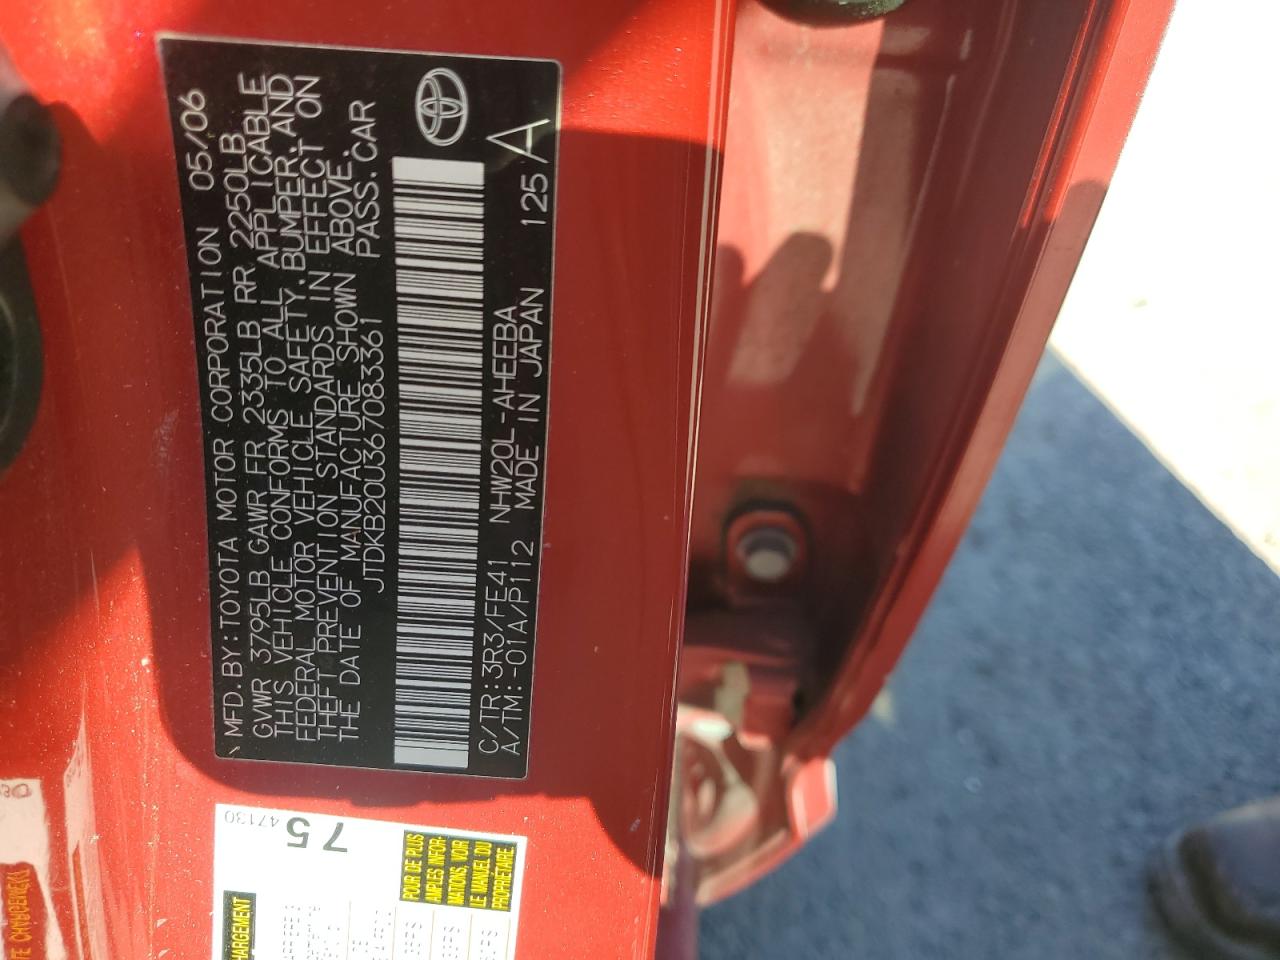 MFD. BY: TOYOTA MOTOR CORPORATION 05/06
GVWR 3795LB GAWR FR 2335LB RR 2250LB
THIS VEHICLE CONFORMS TO ALL APPLICABLE
FEDERAL MOTOR VEHICLE SAFETY, BUMPER, AND
THEFT PREVENTION STANDARDS IN EFFECT ON
THE DATE OF MANUFACTURE SHOWN ABOVE.
JTDKB20U367083361 PASS. CAR
C/TR: 3R3/FE41 NHW20L-AHEEBA 125 A
A/TM: -01A/P112 MADE IN JAPAN
75
47130
POUR DE PLUS
AMPLES INFOR-
MATIONS, VOIR
LE MANUEL DU
PROPRIÉTAIRE